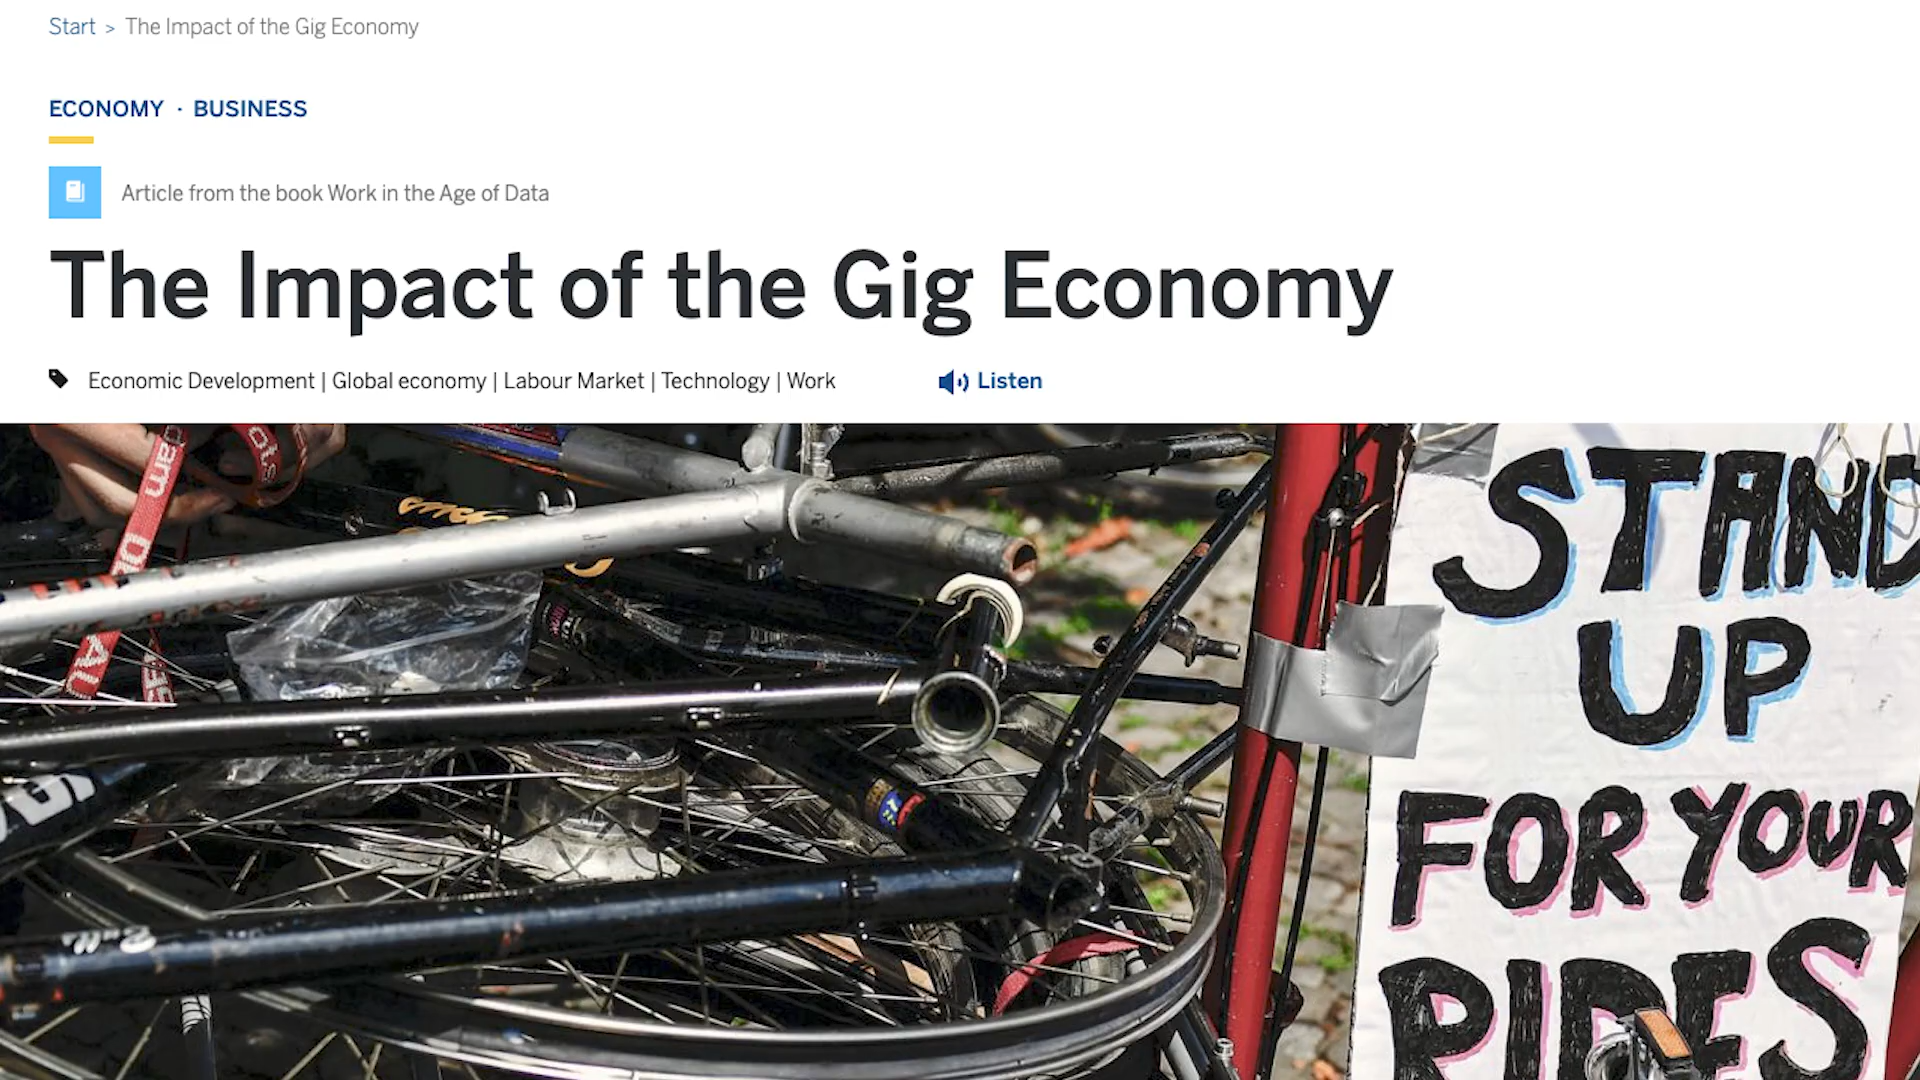 Start > The Impact of the Gig Economy
ECONOMY · BUSINESS
Article from the book Work in the Age of Data
The Impact of the Gig Economy
Economic Development | Global economy | Labour Market | Technology | Work
Listen
STAND
UP
FOR YOUR
RIDES